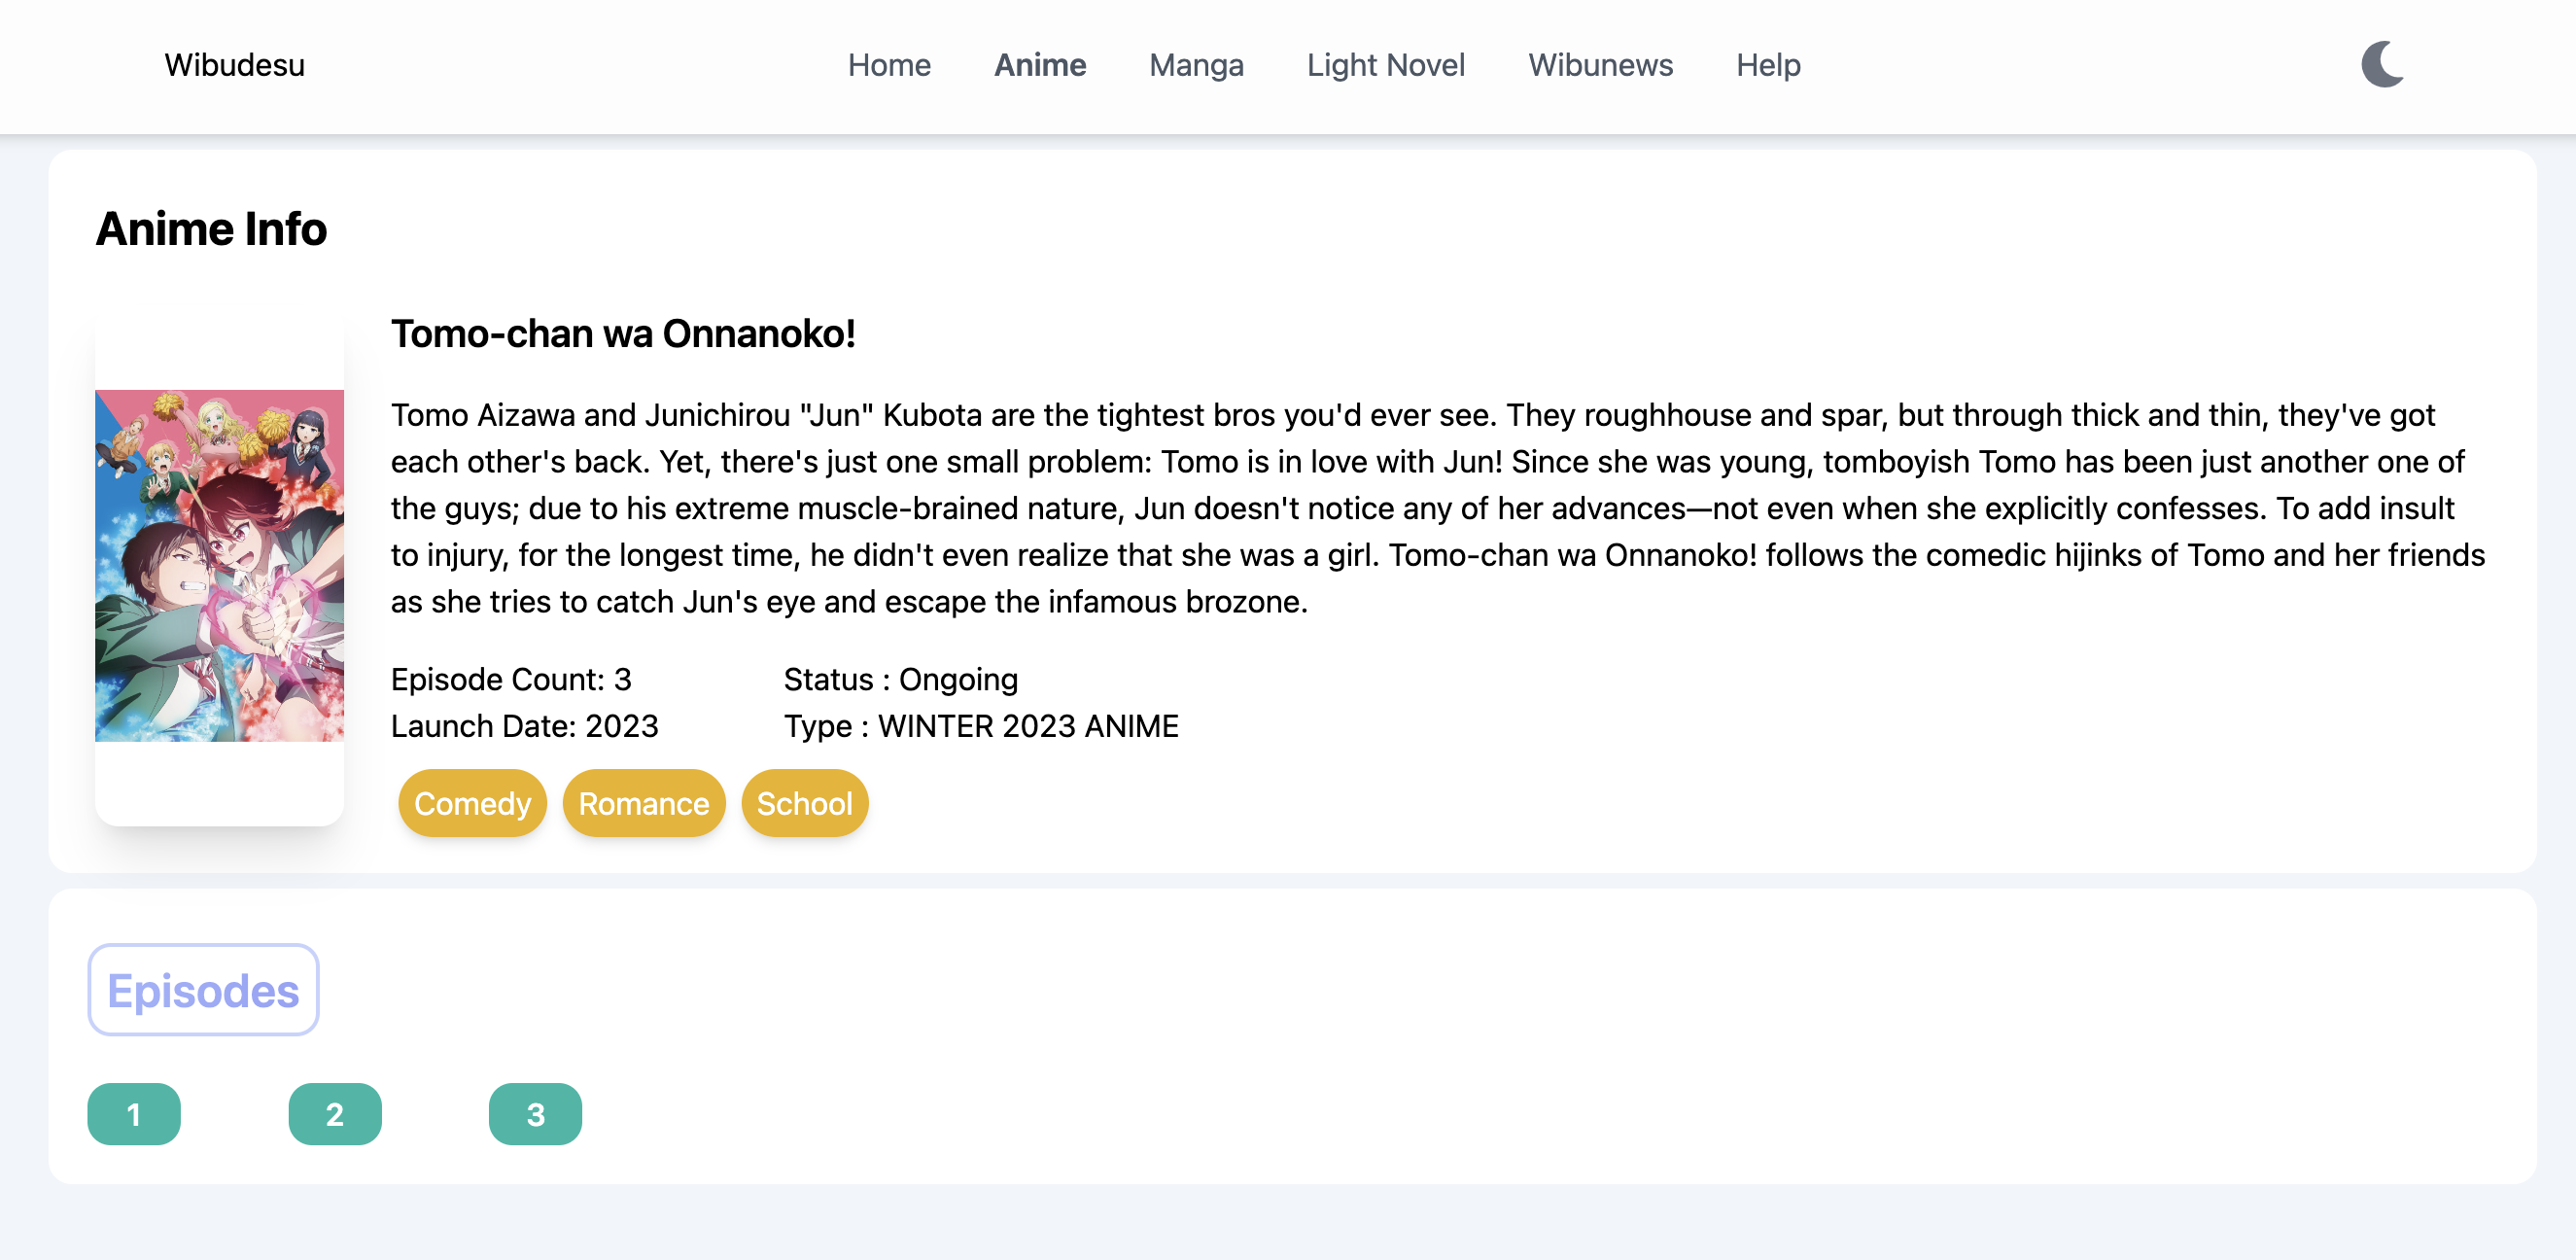 Wibudesu
Home Anime Manga Light Novel Wibunews Help
Anime Info
Tomo-chan wa Onnanoko!
Tomo Aizawa and Junichirou "Jun" Kubota are the tightest bros you'd ever see. They roughhouse and spar, but through thick and thin, they've got
each other's back. Yet, there's just one small problem: Tomo is in love with Jun! Since she was young, tomboyish Tomo has been just another one of
the guys; due to his extreme muscle-brained nature, Jun doesn't notice any of her advances—not even when she explicitly confesses. To add insult
to injury, for the longest time, he didn't even realize that she was a girl. Tomo-chan wa Onnanoko! follows the comedic hijinks of Tomo and her friends
as she tries to catch Jun's eye and escape the infamous brozone.
Episode Count: 3 Status : Ongoing
Launch Date: 2023 Type : WINTER 2023 ANIME
Comedy Romance School
Episodes
1 2 3